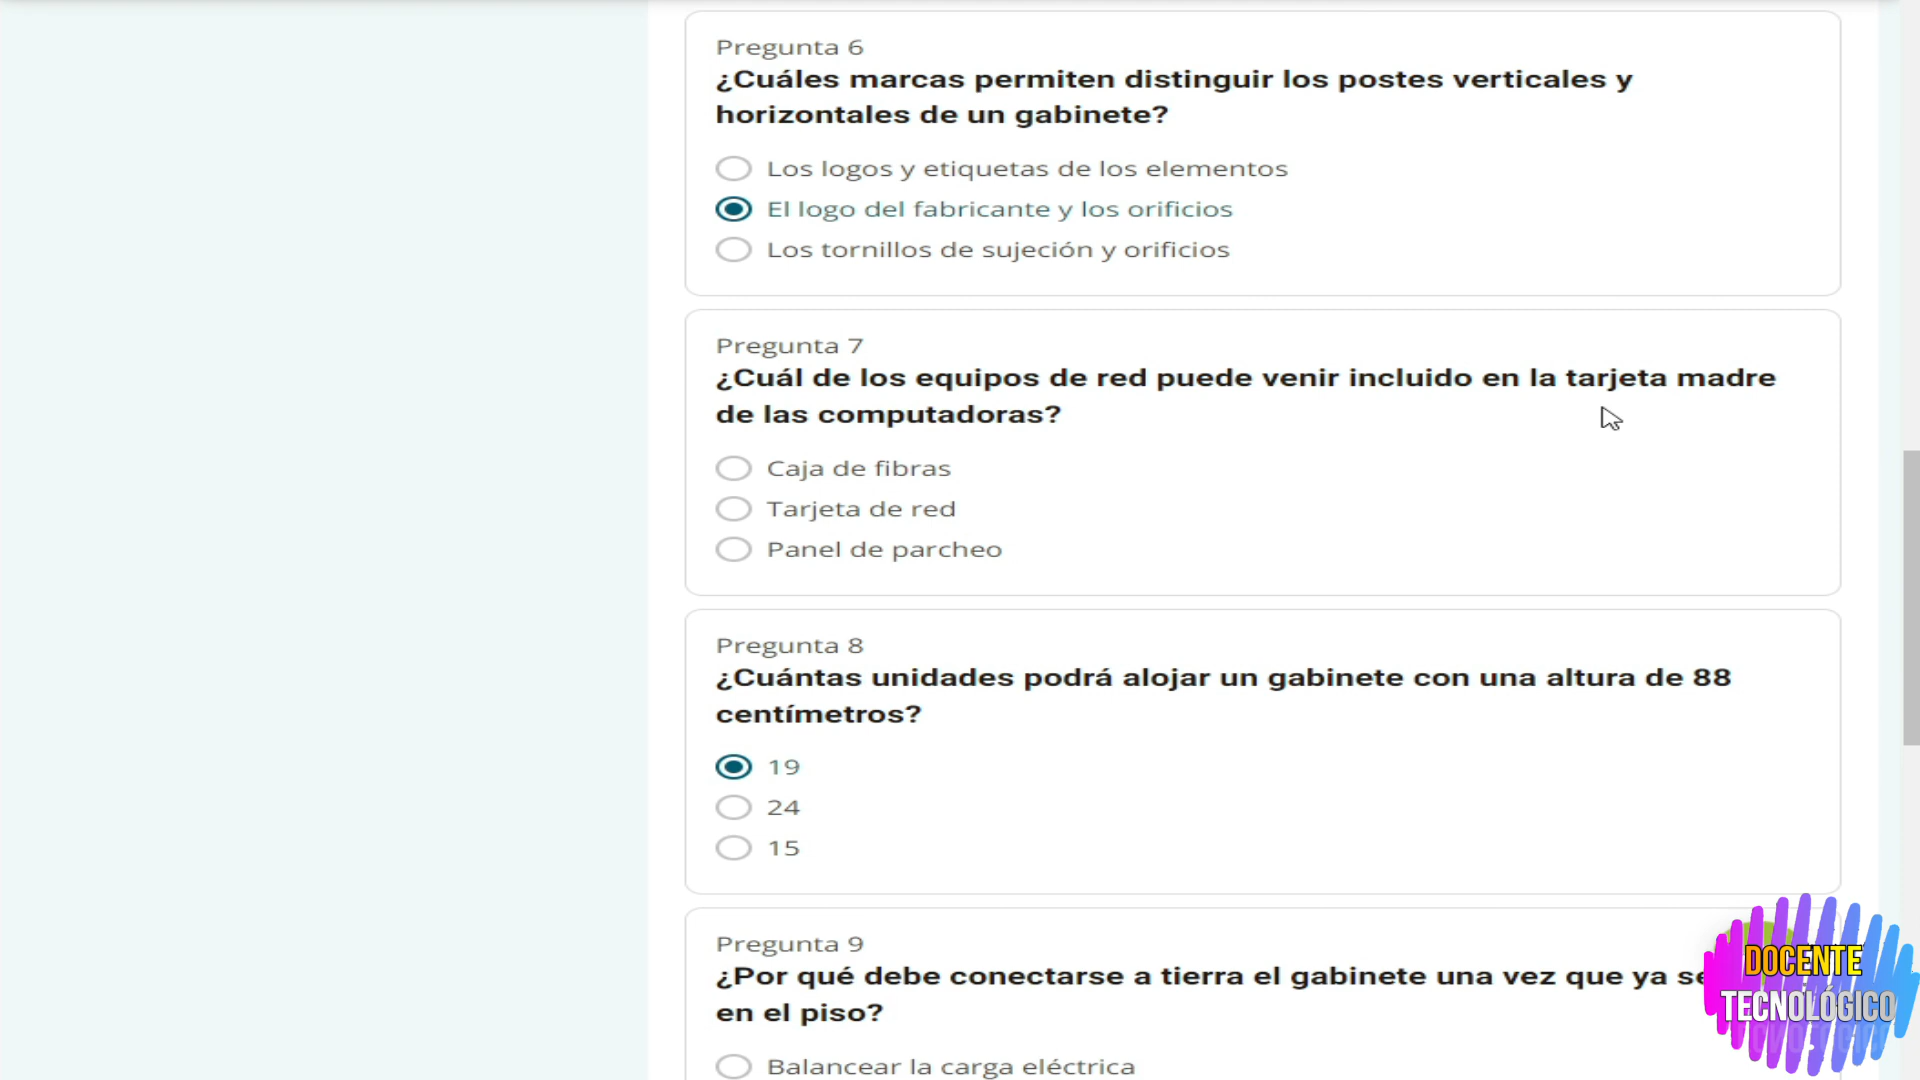 Pregunta 6
¿Cuáles marcas permiten distinguir los postes verticales y
horizontales de un gabinete?
Los logos y etiquetas de los elementos
El logo del fabricante y los orificios
Los tornillos de sujeción y orificios
Pregunta 7
¿Cuál de los equipos de red puede venir incluido en la tarjeta madre
de las computadoras?
Caja de fibras
Tarjeta de red
Panel de parcheo
Pregunta 8
¿Cuántas unidades podrá alojar un gabinete con una altura de 88
centímetros?
19
24
15
Pregunta 9
¿Por qué debe conectarse a tierra el gabinete una vez que ya se
en el piso?
Balancear la carga eléctrica
DOCENTE
TECNOLÓGICO